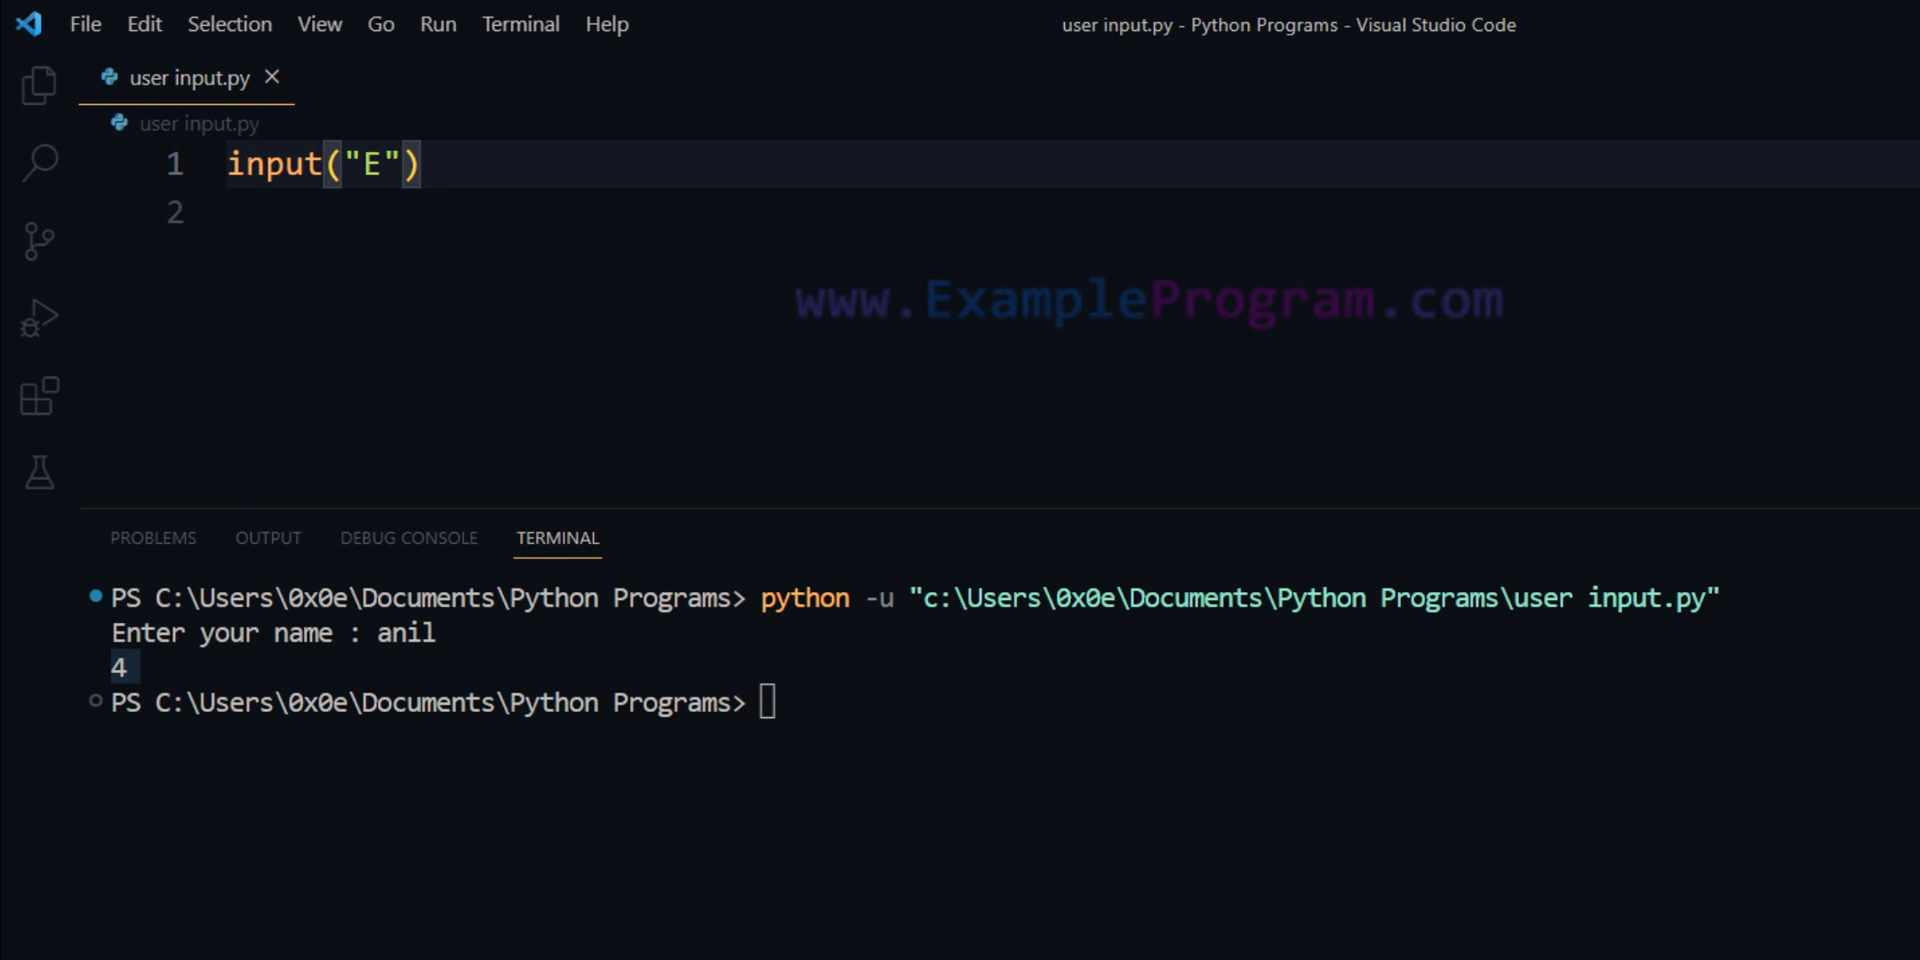 File Edit Selection View Go Run Terminal Help user input.py - Python Programs - Visual Studio Code
user input.py ×
user input.py
1 input("E")
2
www.ExampleProgram.com
PROBLEMS OUTPUT DEBUG CONSOLE TERMINAL
PS C:\Users\0x0e\Documents\Python Programs> python -u "c:\Users\0x0e\Documents\Python Programs\user input.py"
Enter your name : anil
4
PS C:\Users\0x0e\Documents\Python Programs>